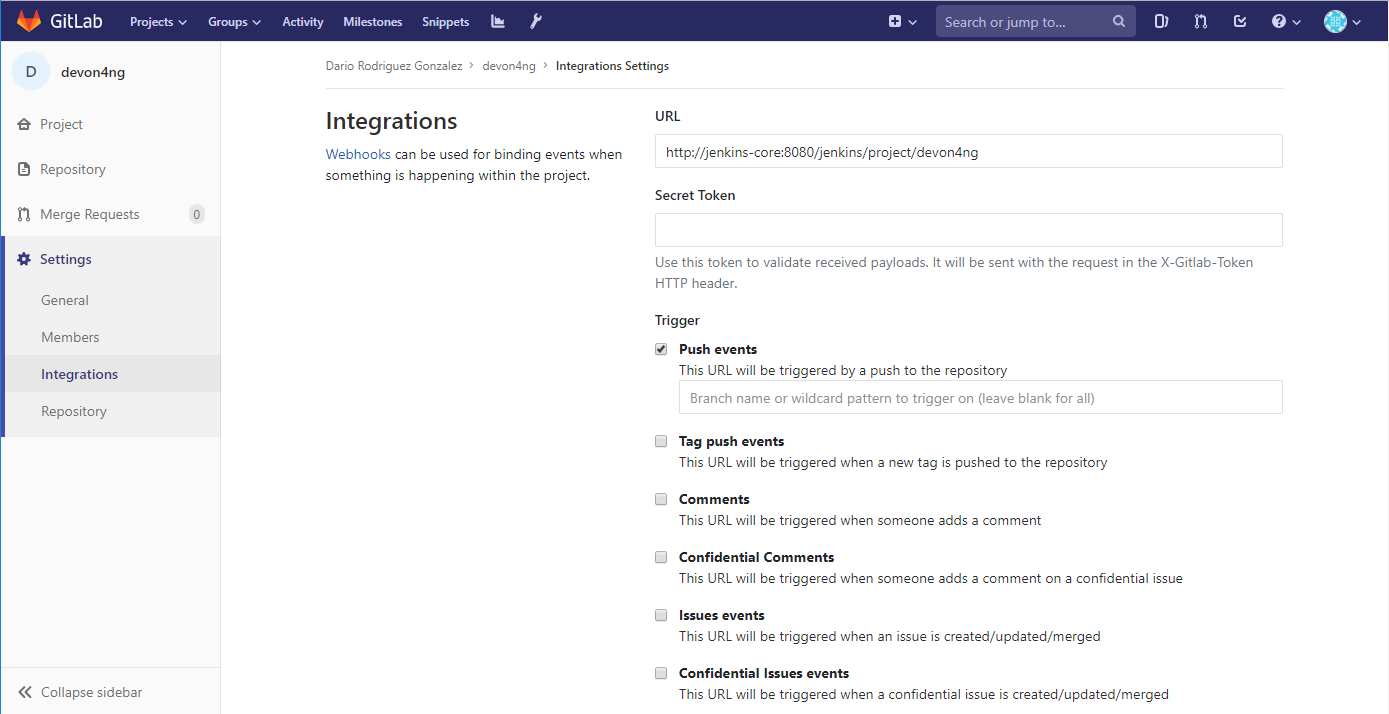 GitLab Projects Groups Activity Milestones Snippets Search or jump to...
D devon4ng
Project
Repository
Merge Requests 0
Settings
General
Members
Integrations
Repository
Collapse sidebar
Dario Rodriguez Gonzalez > devon4ng > Integrations Settings
Integrations
Webhooks can be used for binding events when
something is happening within the project.
URL
http://jenkins-core:8080/jenkins/project/devon4ng
Secret Token
Use this token to validate received payloads. It will be sent with the request in the X-Gitlab-Token
HTTP header.
Trigger
Push events
This URL will be triggered by a push to the repository
Branch name or wildcard pattern to trigger on (leave blank for all)
Tag push events
This URL will be triggered when a new tag is pushed to the repository
Comments
This URL will be triggered when someone adds a comment
Confidential Comments
This URL will be triggered when someone adds a comment on a confidential issue
Issues events
This URL will be triggered when an issue is created/updated/merged
Confidential Issues events
This URL will be triggered when a confidential issue is created/updated/merged